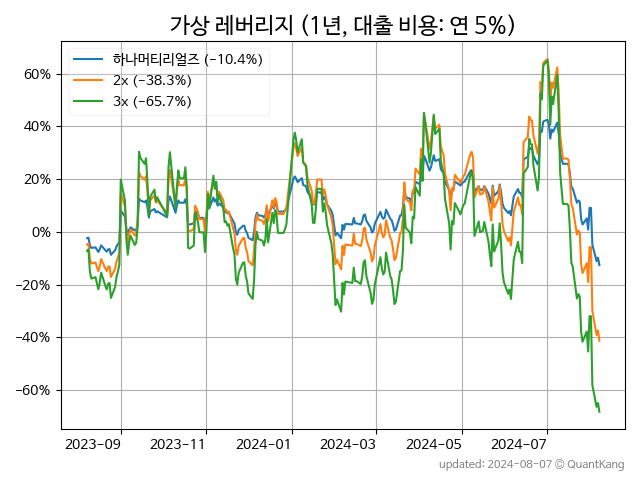 가상 레버리지 (1년, 대출 비용: 연 5%)
하나머티리얼즈 (−10.4%)
2x (−38.3%)
3x (−65.7%)
60%
40%
20%
0%
−20%
−40%
−60%
2023-09
2023-11
2024-01
2024-03
2024-05
2024-07
updated: 2024-08-07 ⓒ QuantKang